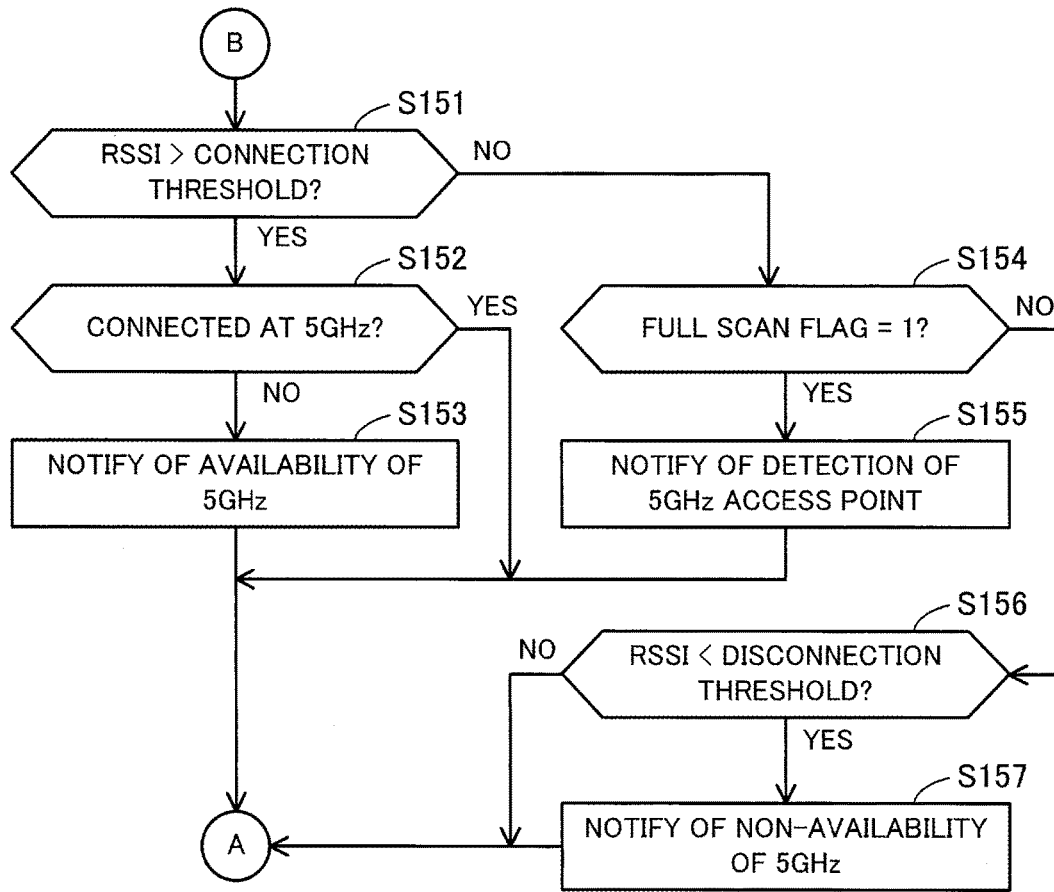 B
S151
RSSI > CONNECTION
THRESHOLD?
NO
YES
S152
CONNECTED AT 5GHz?
YES
NO
S154
FULL SCAN FLAG = 1?
NO
YES
S153
NOTIFY OF AVAILABILITY OF
5GHz
S155
NOTIFY OF DETECTION OF
5GHz ACCESS POINT
S156
RSSI < DISCONNECTION
THRESHOLD?
NO
YES
S157
NOTIFY OF NON-AVAILABILITY
OF 5GHz
A